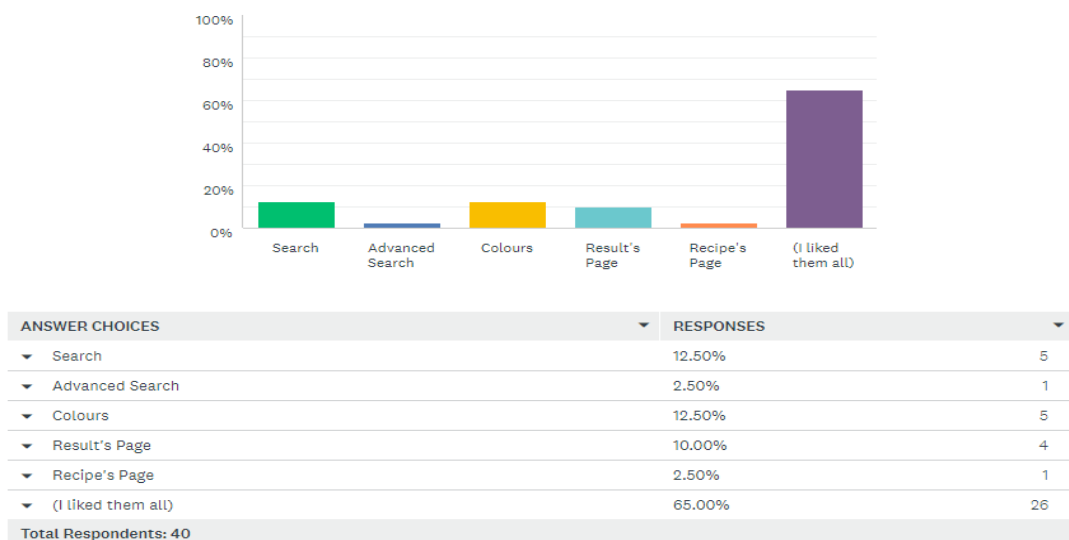 100%
80%
60%
40%
20%
0%
Search
Advanced
Search
Colours
Result's
Page
Recipe's
Page
(I liked
them all)
ANSWER CHOICES RESPONSES
Search 12.50% 5
Advanced Search 2.50% 1
Colours 12.50% 5
Result's Page 10.00% 4
Recipe's Page 2.50% 1
(I liked them all) 65.00% 26
Total Respondents: 40